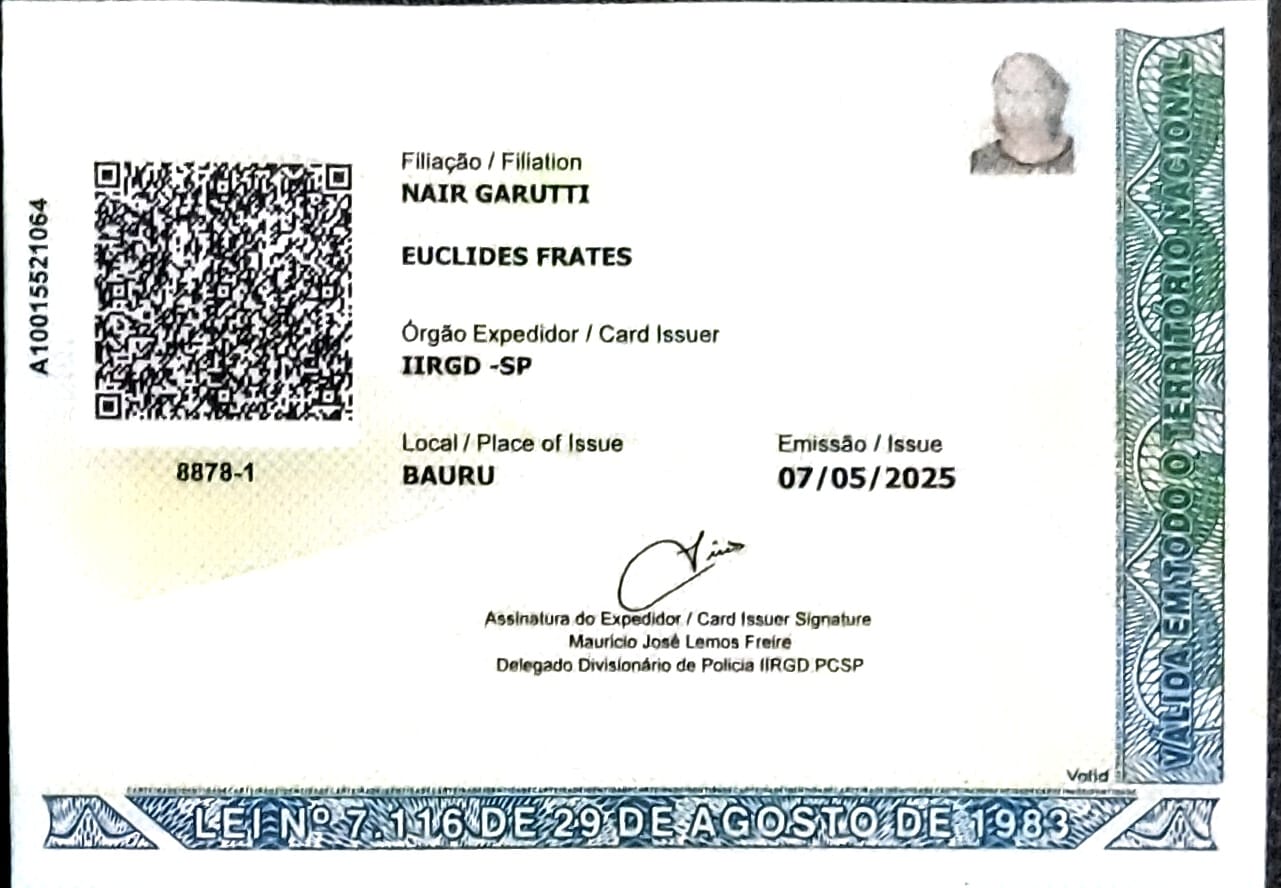 A10015521064
Filiação / Filiation
NAIR GARUTTI
EUCLIDES FRATES
Órgão Expedidor / Card Issuer
IIRGD -SP
Local / Place of Issue
BAURU
Emissão / Issue
07/05/2025
8878-1
Assinatura do Expedidor / Card Issuer Signature
Mauricio José Lemos Freire
Delegado Divisionário de Policia IIRGD PCSP
VÁLIDA EM TODO O TERRITÓRIO NACIONAL
Valid
LEI Nº 7.116 DE 29 DE AGOSTO DE 1983